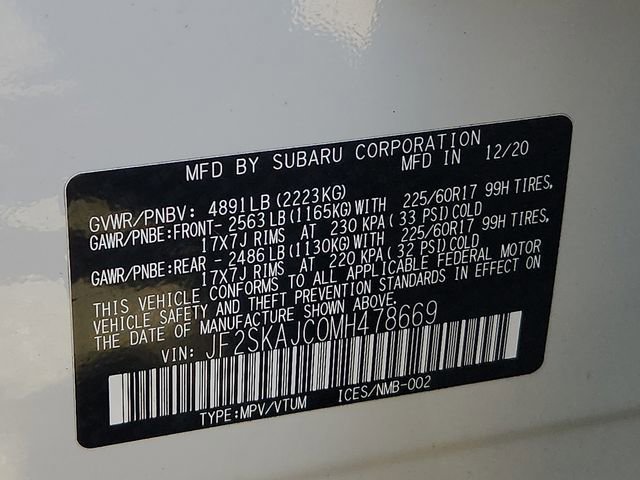 MFD BY SUBARU CORPORATION
MFD IN 12/20
GVWR/PNBV: 4891LB(2223KG)
GAWR/PNBE:FRONT-2563LB(1165KG)WITH 225/60R17 99H TIRES,
17X7J RIMS AT 230 KPA(33 PSI)COLD
GAWR/PNBE:REAR -2486LB(1130KG)WITH 225/60R17 99H TIRES,
17X7J RIMS AT 220 KPA(32 PSI)COLD
THIS VEHICLE CONFORMS TO ALL APPLICABLE FEDERAL MOTOR
VEHICLE SAFETY AND THEFT PREVENTION STANDARDS IN EFFECT ON
THE DATE OF MANUFACTURE SHOWN ABOVE.
VIN: JF2SKAJC0MH478669
TYPE:MPV/VTUM ICES/NMB-002